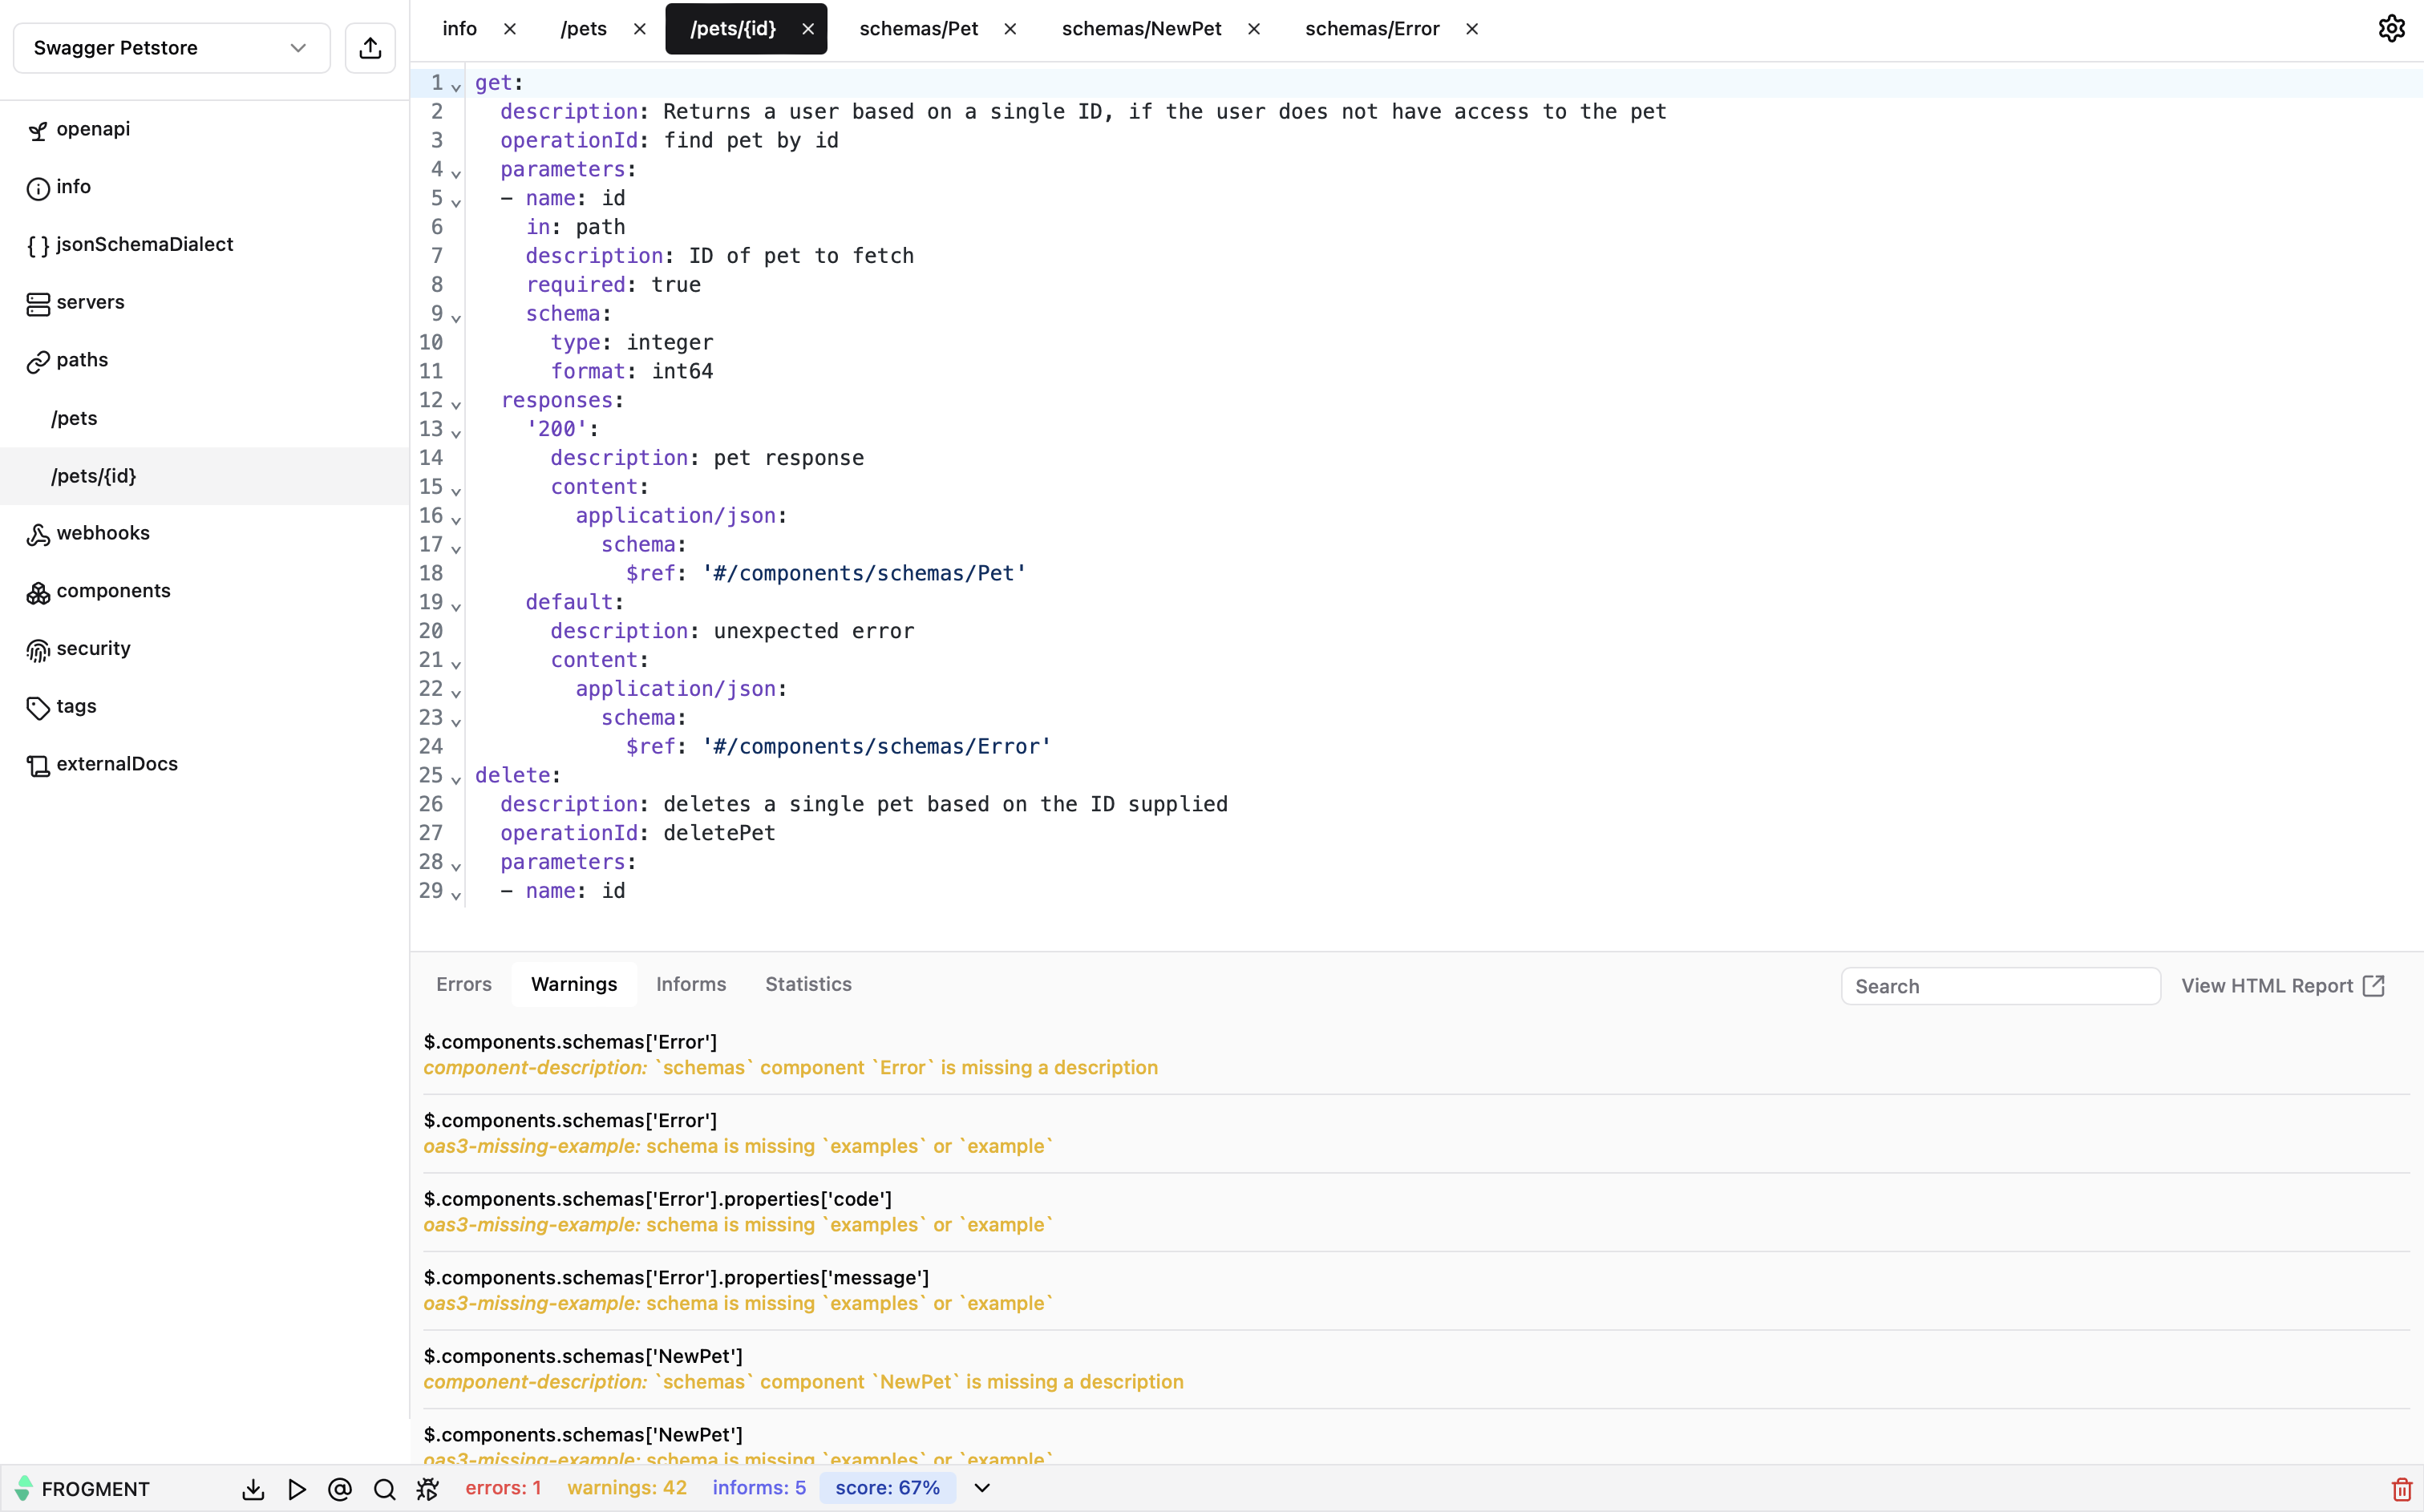 Swagger Petstore
openapi
info
jsonSchemaDialect
servers
paths
/pets
/pets/{id}
webhooks
components
security
tags
externalDocs
info /pets /pets/{id} schemas/Pet schemas/NewPet schemas/Error
1 get:
2   description: Returns a user based on a single ID, if the user does not have access to the pet
3   operationId: find pet by id
4   parameters:
5   - name: id
6     in: path
7     description: ID of pet to fetch
8     required: true
9     schema:
10       type: integer
11       format: int64
12   responses:
13     '200':
14       description: pet response
15       content:
16         application/json:
17           schema:
18             $ref: '#/components/schemas/Pet'
19     default:
20       description: unexpected error
21       content:
22         application/json:
23           schema:
24             $ref: '#/components/schemas/Error'
25 delete:
26   description: deletes a single pet based on the ID supplied
27   operationId: deletePet
28   parameters:
29   - name: id
Errors Warnings Informs Statistics Search View HTML Report
$.components.schemas['Error']
component-description: `schemas` component `Error` is missing a description
$.components.schemas['Error']
oas3-missing-example: schema is missing `examples` or `example`
$.components.schemas['Error'].properties['code']
oas3-missing-example: schema is missing `examples` or `example`
$.components.schemas['Error'].properties['message']
oas3-missing-example: schema is missing `examples` or `example`
$.components.schemas['NewPet']
component-description: `schemas` component `NewPet` is missing a description
$.components.schemas['NewPet']
oas3-missing-example: schema is missing `examples` or `example`
FROGMENT errors: 1 warnings: 42 informs: 5 score: 67%